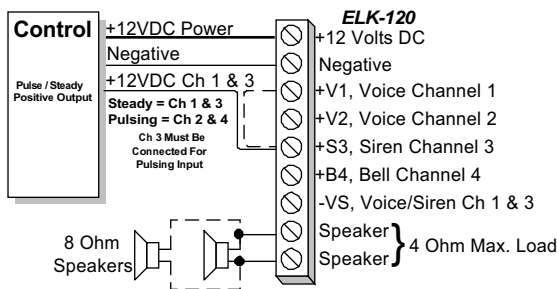 Control
Pulse / Steady
Positive Output
+12VDC Power
Negative
+12VDC Ch 1 & 3
Steady = Ch 1 & 3
Pulsing = Ch 2 & 4
Ch 3 Must Be
Connected For
Pulsing Input
ELK-120
+12 Volts DC
Negative
+V1, Voice Channel 1
+V2, Voice Channel 2
+S3, Siren Channel 3
+B4, Bell Channel 4
-VS, Voice/Siren Ch 1 & 3
Speaker
Speaker
4 Ohm Max. Load
8 Ohm
Speakers